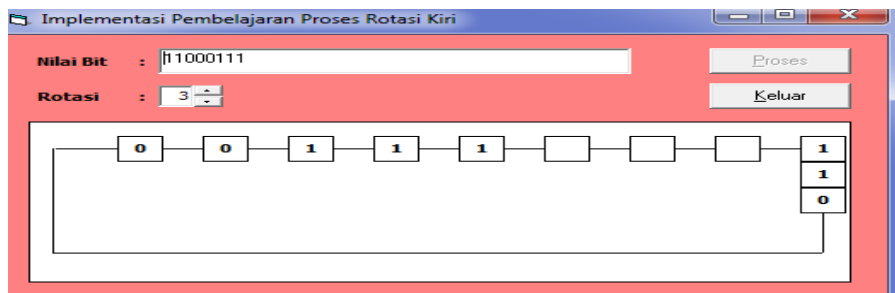 Implementasi Pembelajaran Proses Rotasi Kiri
Nilai Bit : 11000111 Proses
Rotasi : 3 Keluar
0 0 1 1 1 1
1
0